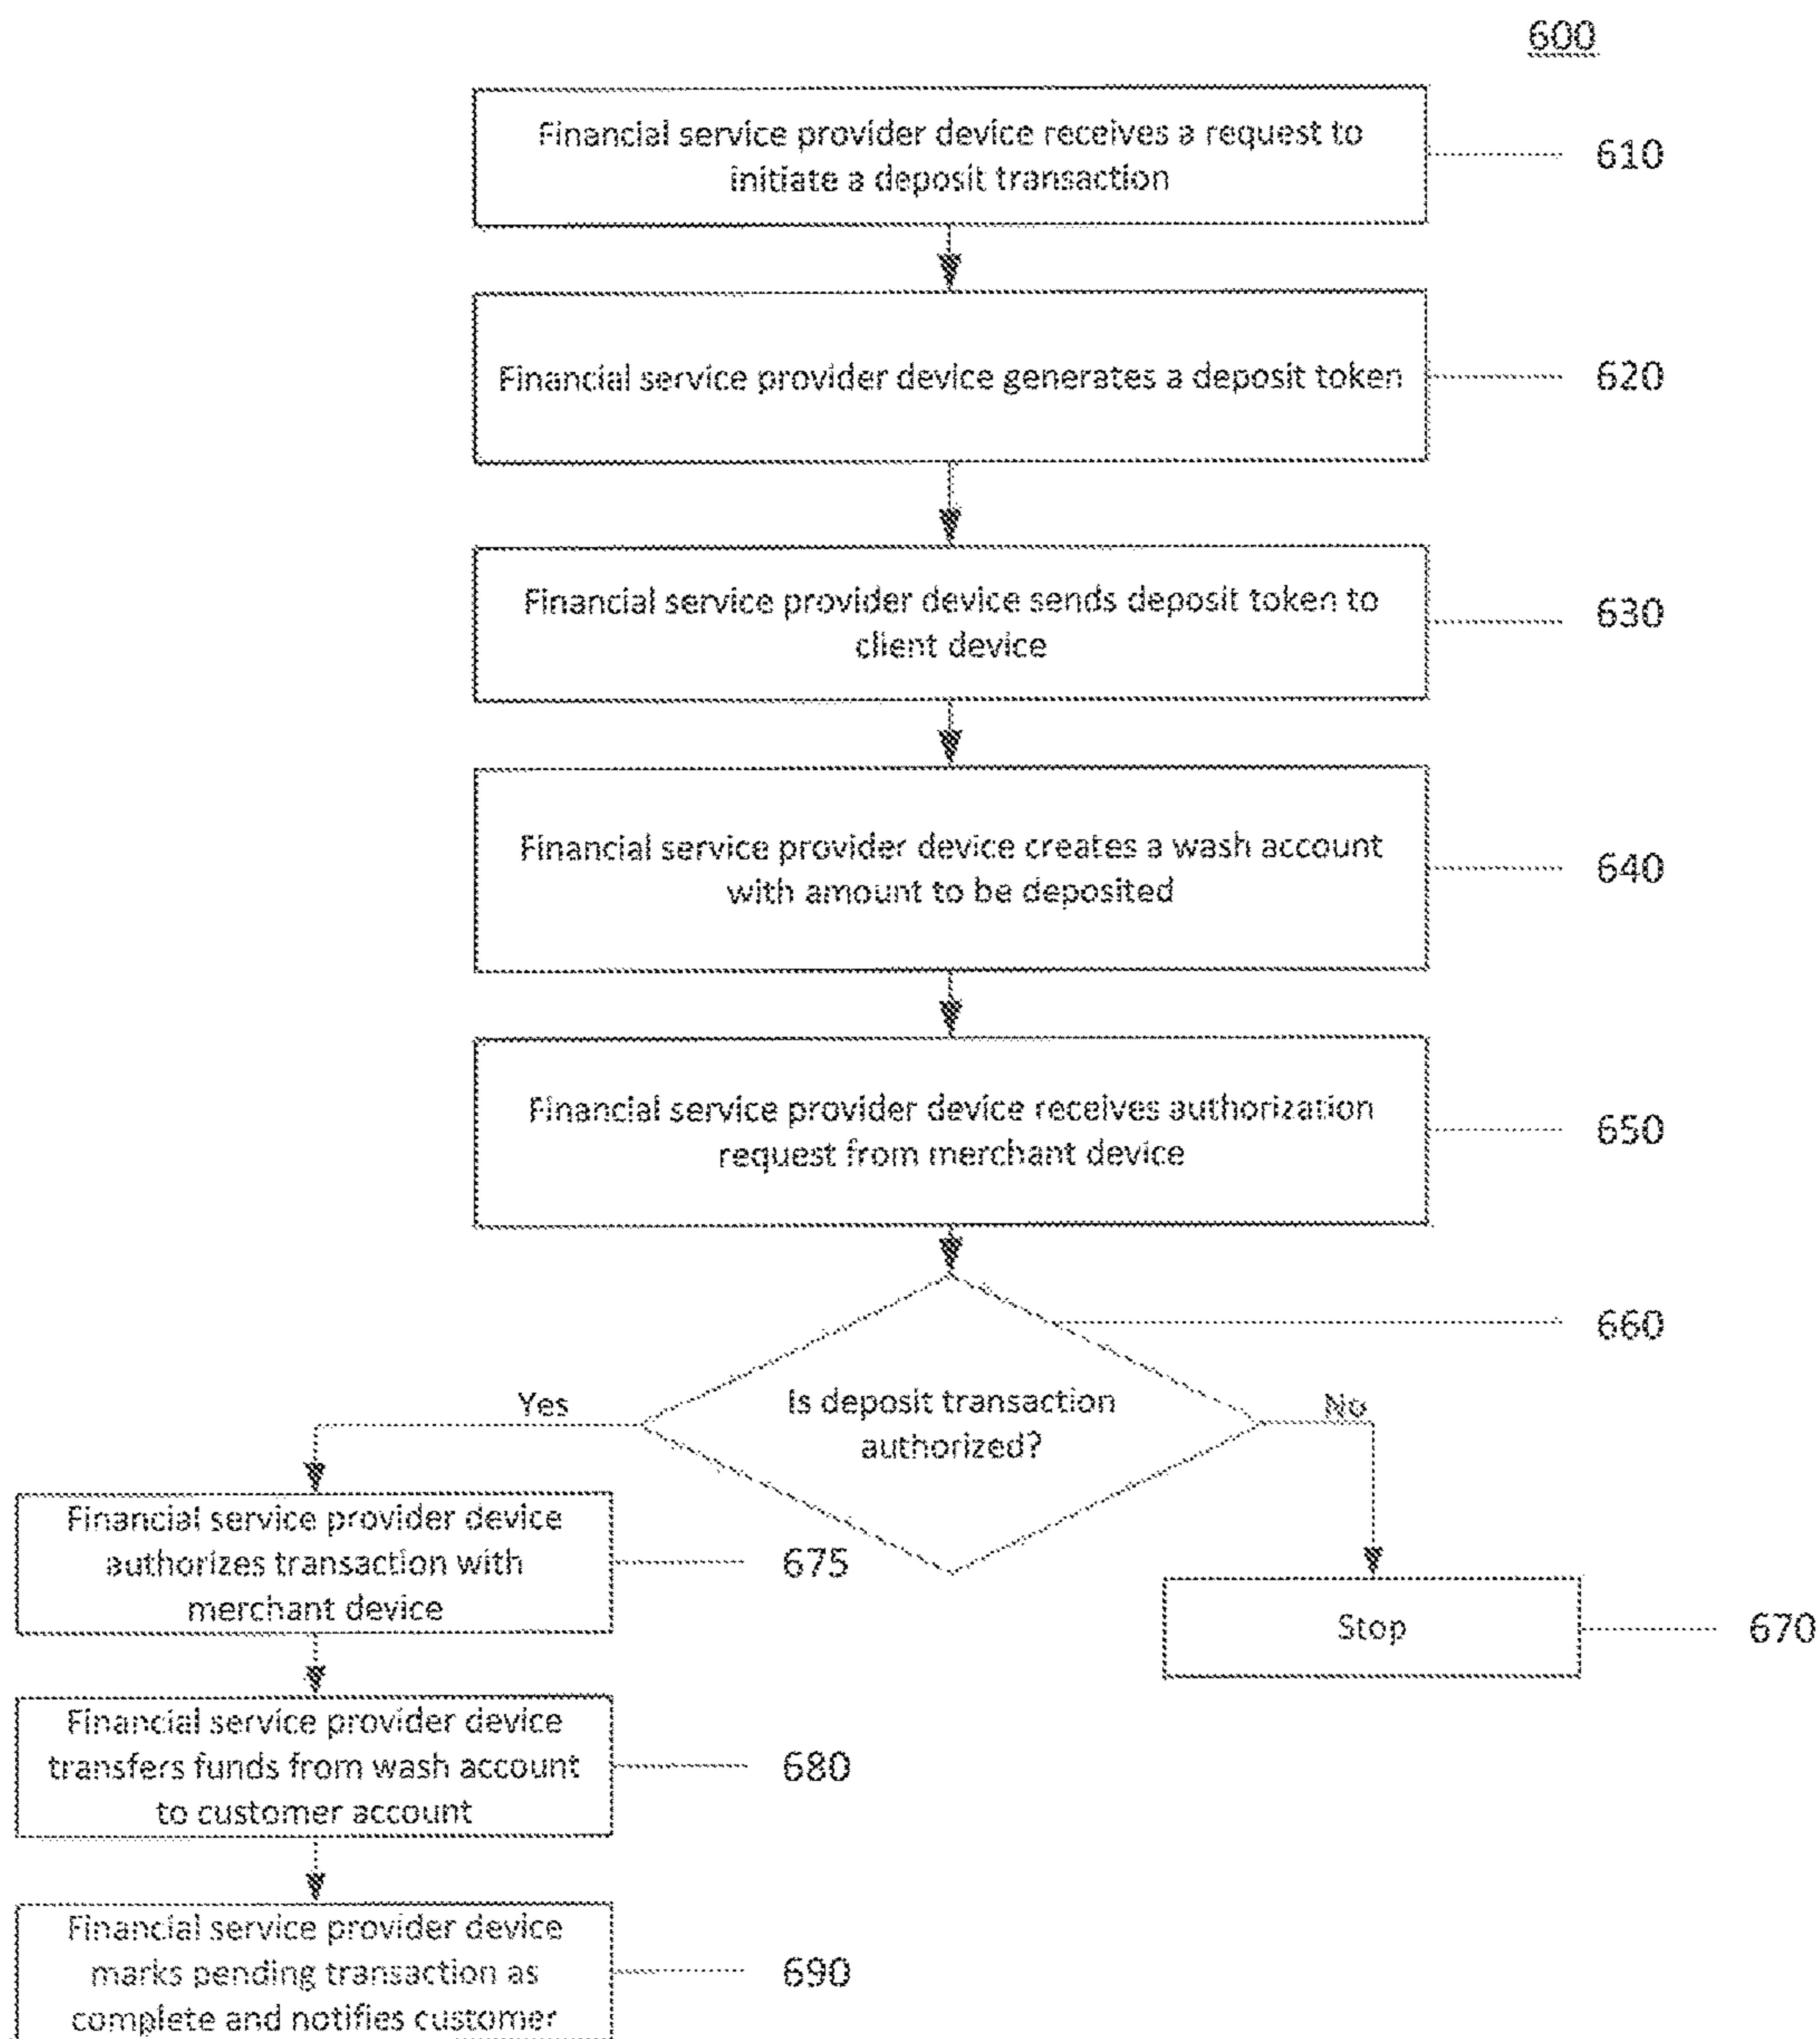 600
Financial service provider device receives a request to
initiate a deposit transaction
610
Financial service provider device generates a deposit token
620
Financial service provider device sends deposit token to
client device
630
Financial service provider device creates a wash account
with amount to be deposited
640
Financial service provider device receives authorization
request from merchant device
650
660
Is deposit transaction
authorized?
Yes
No
Financial service provider device
authorizes transaction with
merchant device
675
Stop
670
Financial service provider device
transfers funds from wash account
to customer account
680
Financial service provider device
marks pending transaction as
complete and notifies customer
690